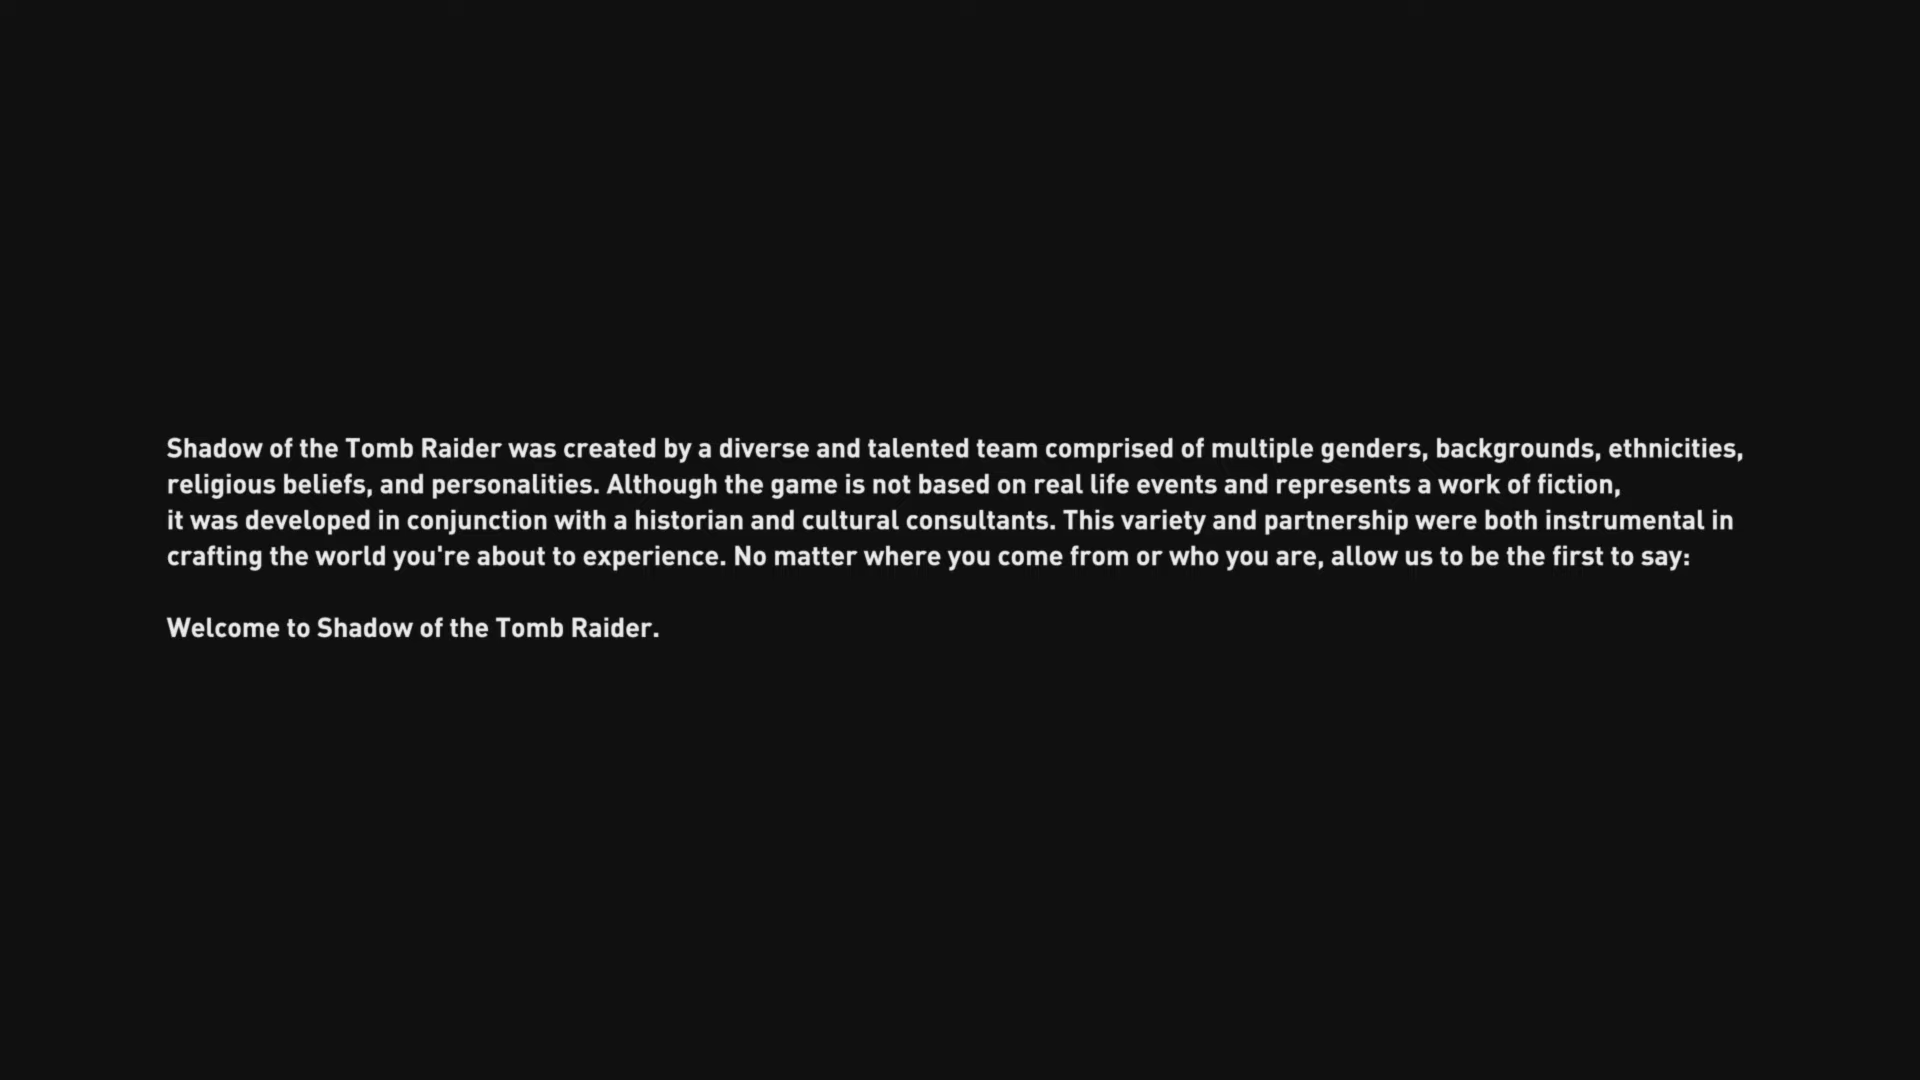 Shadow of the Tomb Raider was created by a diverse and talented team comprised of multiple genders, backgrounds, ethnicities,
religious beliefs, and personalities. Although the game is not based on real life events and represents a work of fiction,
it was developed in conjunction with a historian and cultural consultants. This variety and partnership were both instrumental in
crafting the world you're about to experience. No matter where you come from or who you are, allow us to be the first to say:
Welcome to Shadow of the Tomb Raider.